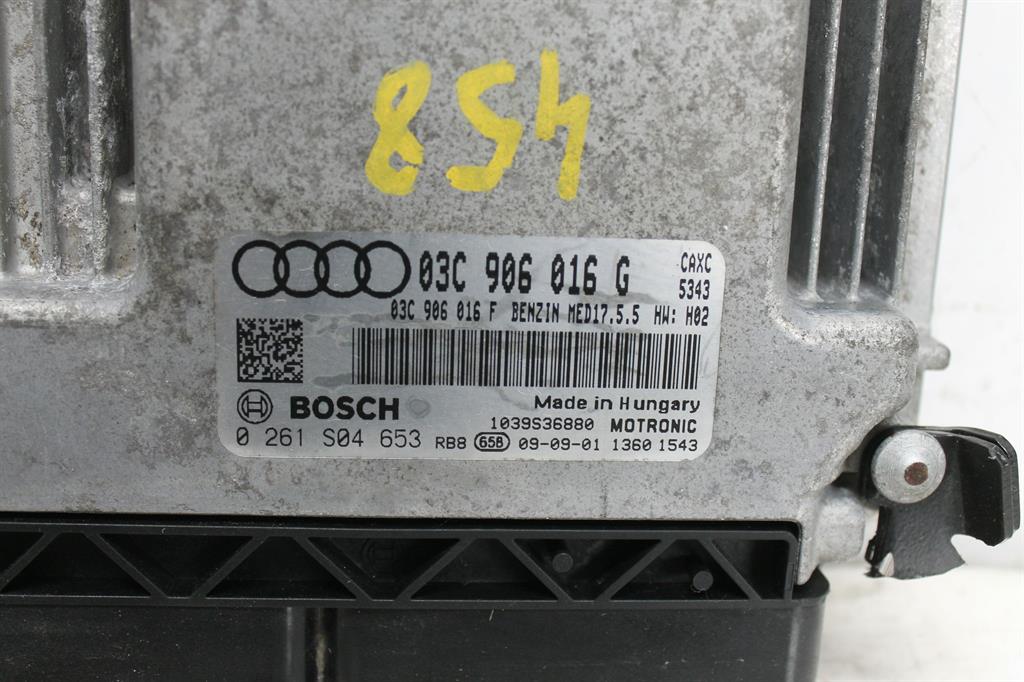 854
03C 906 016 G CAXC
5343
03C 906 016 F BENZIN MED17.5.5 HW: H02
BOSCH Made in Hungary
1039S36880 MOTRONIC
0 261 S04 653 RB8 658 09-09-01 1360 1543